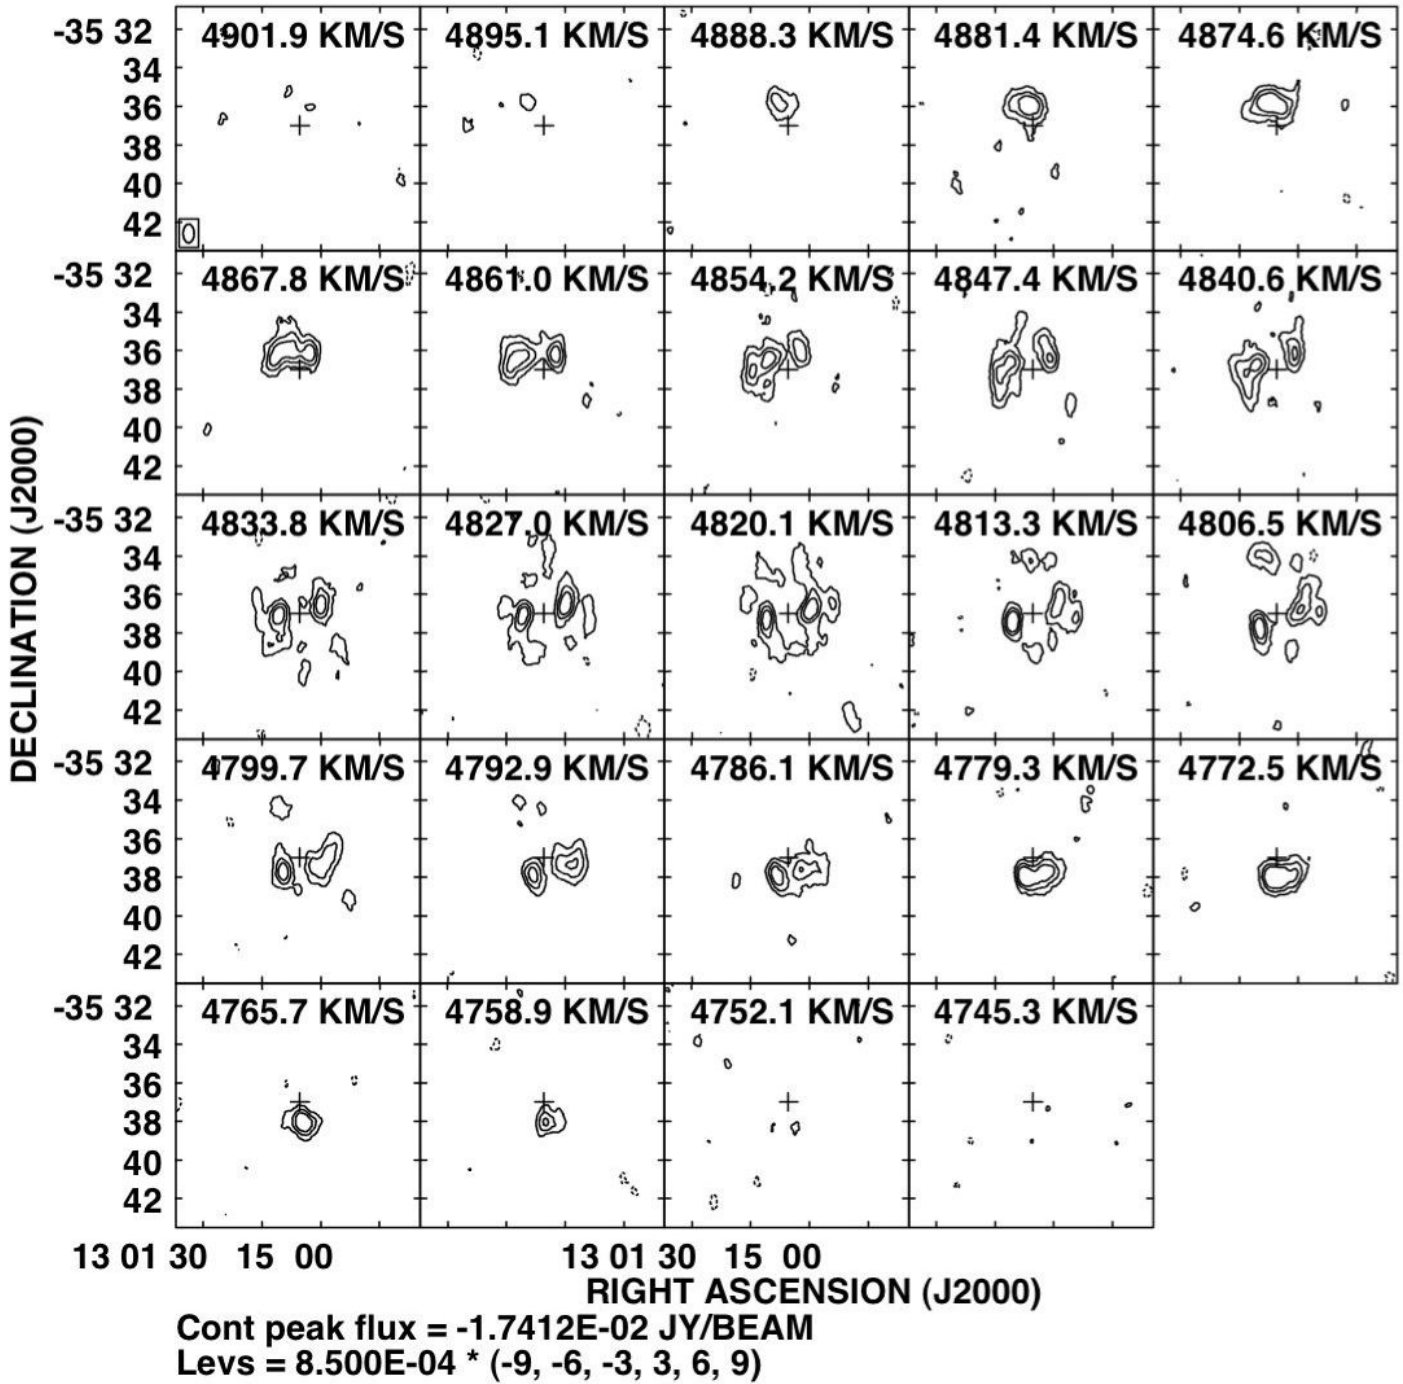 -35 32 4901.9 KM/S 4895.1 KM/S 4888.3 KM/S 4881.4 KM/S 4874.6 KM/S
34
36
38
40
42
-35 32 4867.8 KM/S 4861.0 KM/S 4854.2 KM/S 4847.4 KM/S 4840.6 KM/S
34
36
38
40
42
-35 32 4833.8 KM/S 4827.0 KM/S 4820.1 KM/S 4813.3 KM/S 4806.5 KM/S
34
36
38
40
42
-35 32 4799.7 KM/S 4792.9 KM/S 4786.1 KM/S 4779.3 KM/S 4772.5 KM/S
34
36
38
40
42
-35 32 4765.7 KM/S 4758.9 KM/S 4752.1 KM/S 4745.3 KM/S
34
36
38
40
42
DECLINATION (J2000)
13 01 30 15 00 13 01 30 15 00
RIGHT ASCENSION (J2000)
Cont peak flux = -1.7412E-02 JY/BEAM
Levs = 8.500E-04 * (-9, -6, -3, 3, 6, 9)